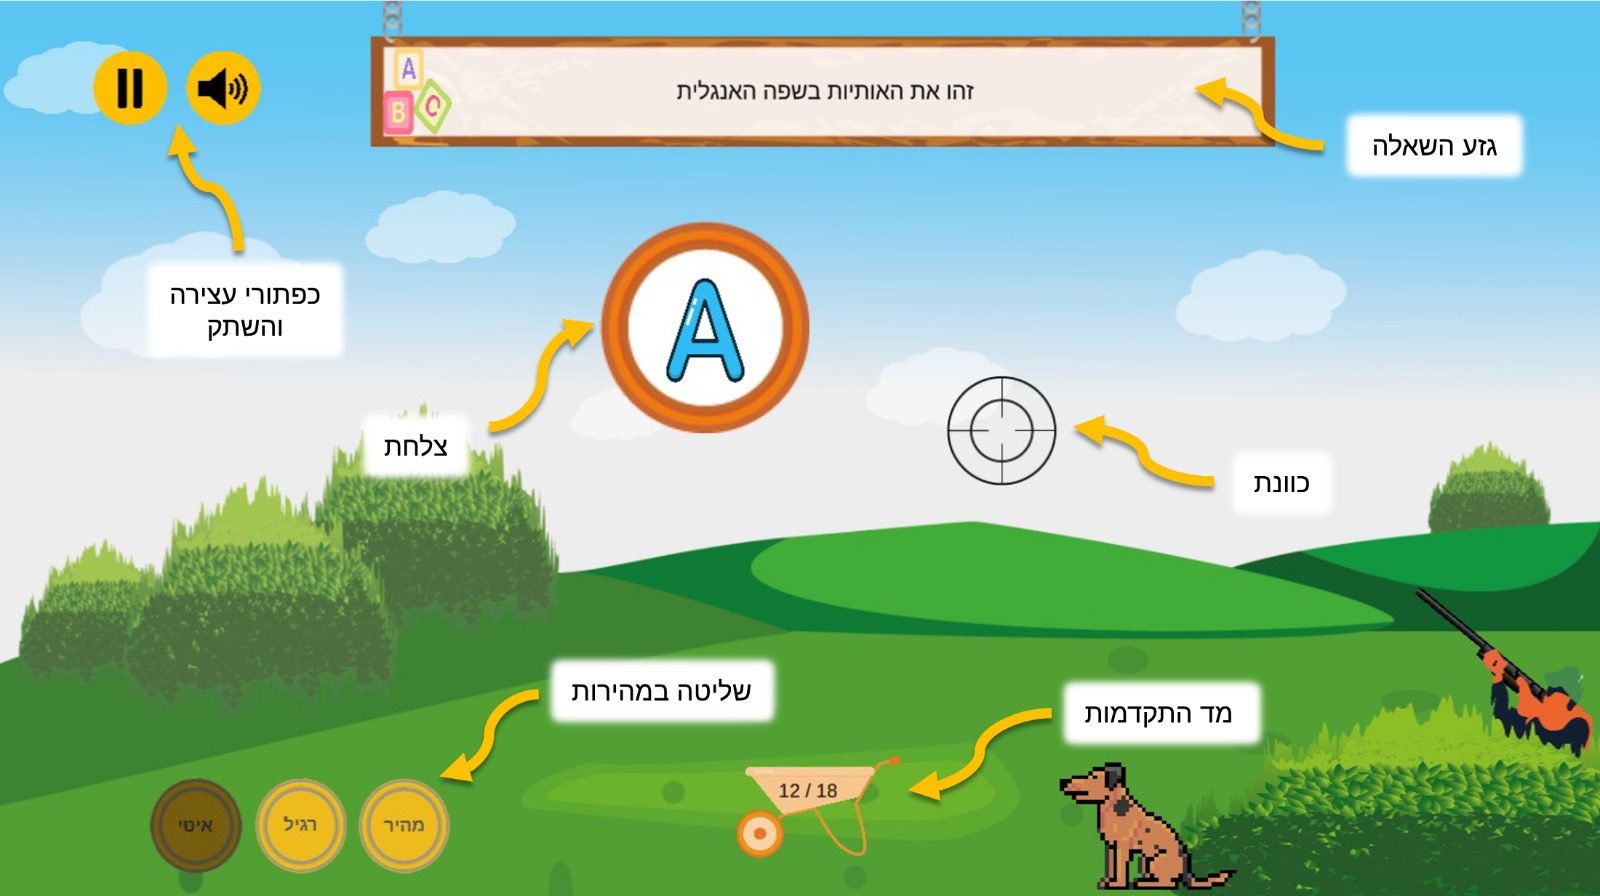 זהו את האותיות בשפה האנגלית
A
B
C
גזע השאלה
כפתורי עצירה
והשתק
A
צלחת
כוונת
שליטה במהירות
מד התקדמות
12 / 18
מהיר
רגיל
איטי